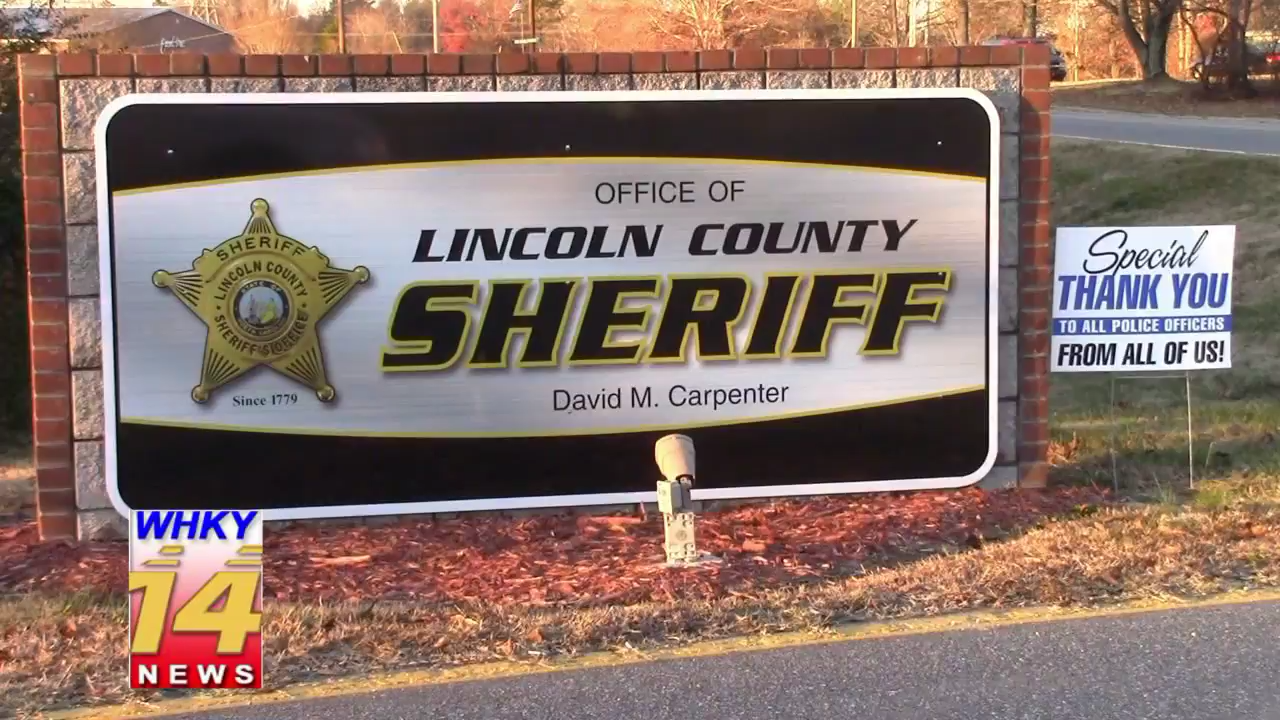 OFFICE OF
LINCOLN COUNTY
SHERIFF
David M. Carpenter
SHERIFF
LINCOLN COUNTY
SHERIFF'S OFFICE
Since 1779
Special
THANK YOU
TO ALL POLICE OFFICERS
FROM ALL OF US!
WHKY
14
NEWS